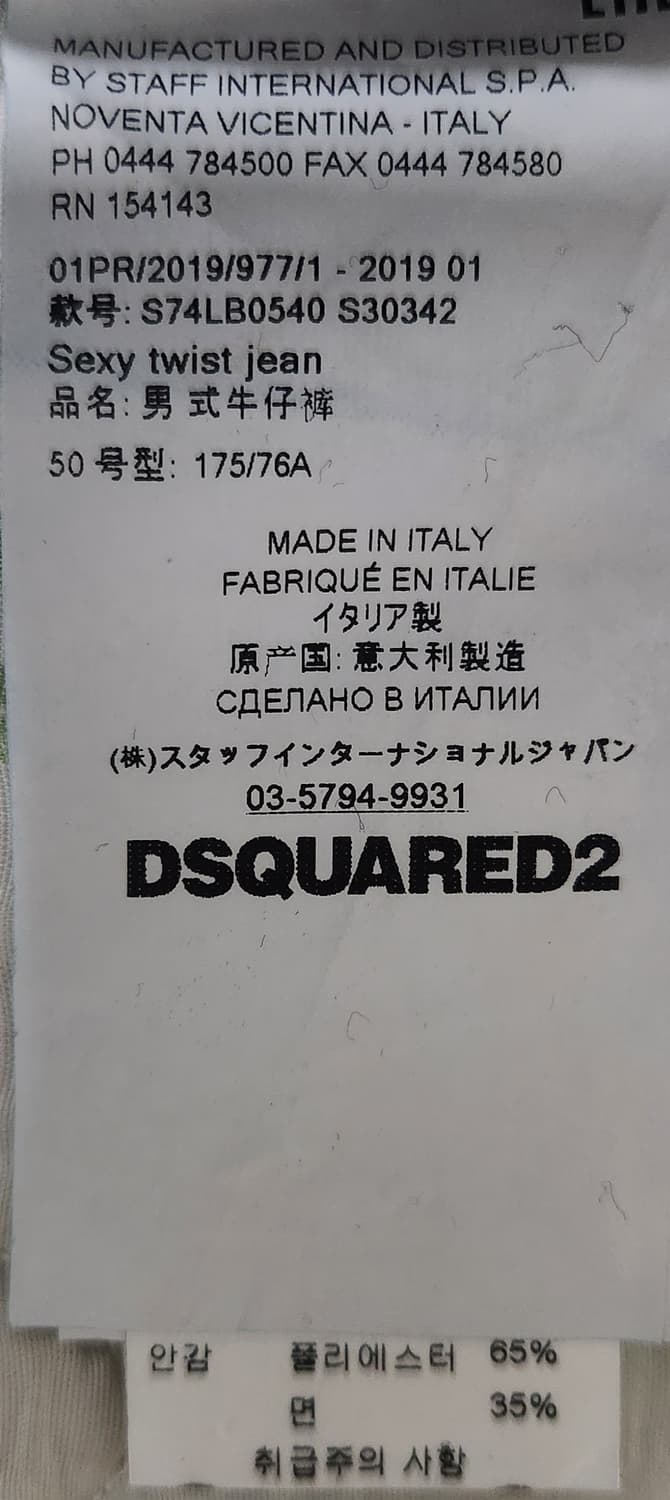 MANUFACTURED AND DISTRIBUTED
BY STAFF INTERNATIONAL S.P.A.
NOVENTA VICENTINA - ITALY
PH 0444 784500 FAX 0444 784580
RN 154143
01PR/2019/977/1 - 2019 01
款号: S74LB0540 S30342
Sexy twist jean
品名: 男 式牛仔裤
50 号型: 175/76A
MADE IN ITALY
FABRIQUÉ EN ITALIE
イタリア製
原产国: 意大利製造
СДЕЛАНО В ИТАЛИИ
(株)スタッフインターナショナルジャパン
03-5794-9931
DSQUARED2
안감 폴리에스터 65%
면 35%
취급주의 사항